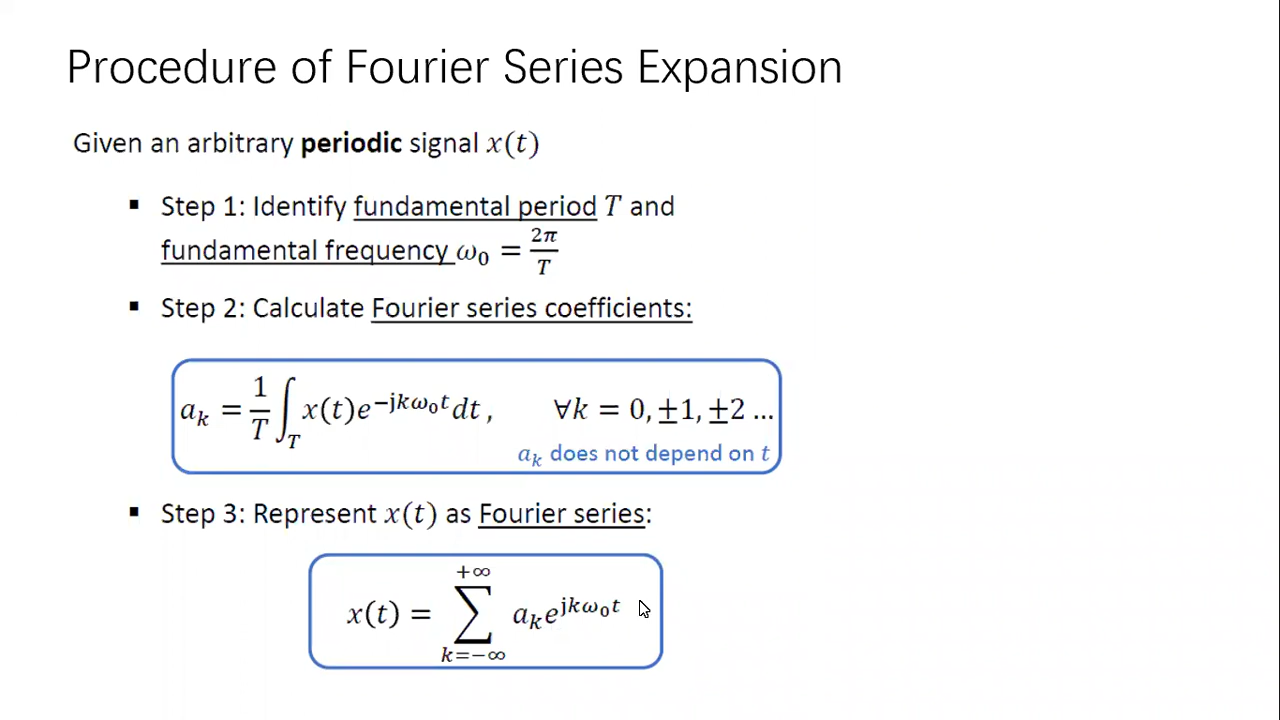 Procedure of Fourier Series Expansion
Given an arbitrary periodic signal x(t)
▪ Step 1: Identify fundamental period T and
fundamental frequency ω₀ = 2π/T
▪ Step 2: Calculate Fourier series coefficients:
aₖ = 1/T ∫_T x(t)e^{−jkω₀t}dt , ∀k = 0, ±1, ±2 …
aₖ does not depend on t
▪ Step 3: Represent x(t) as Fourier series:
x(t) = ∑_{k=−∞}^{+∞} aₖe^{jkω₀t}